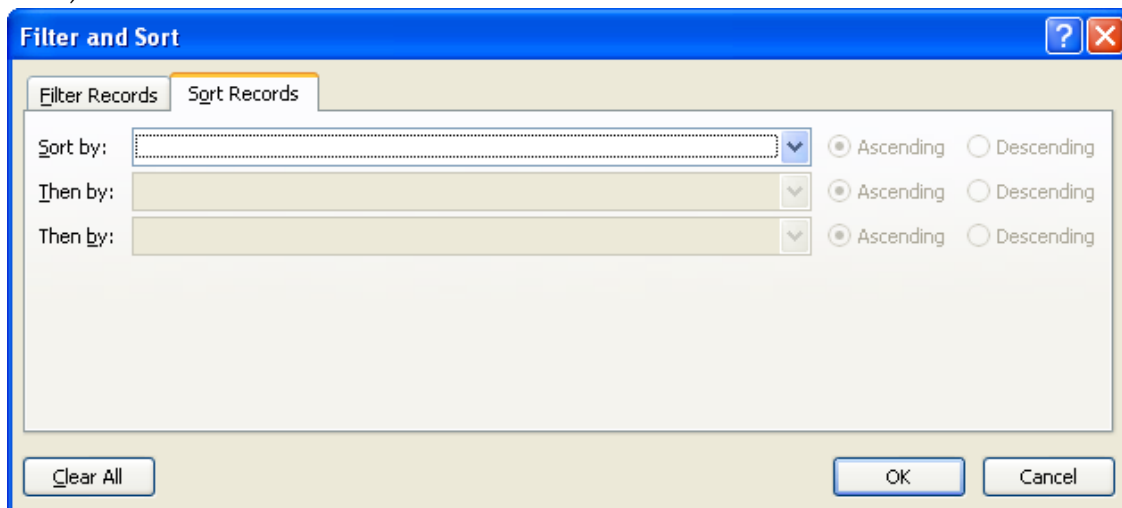 Filter and Sort
Filter Records Sort Records
Sort by: Ascending Descending
Then by: Ascending Descending
Then by: Ascending Descending
Clear All OK Cancel